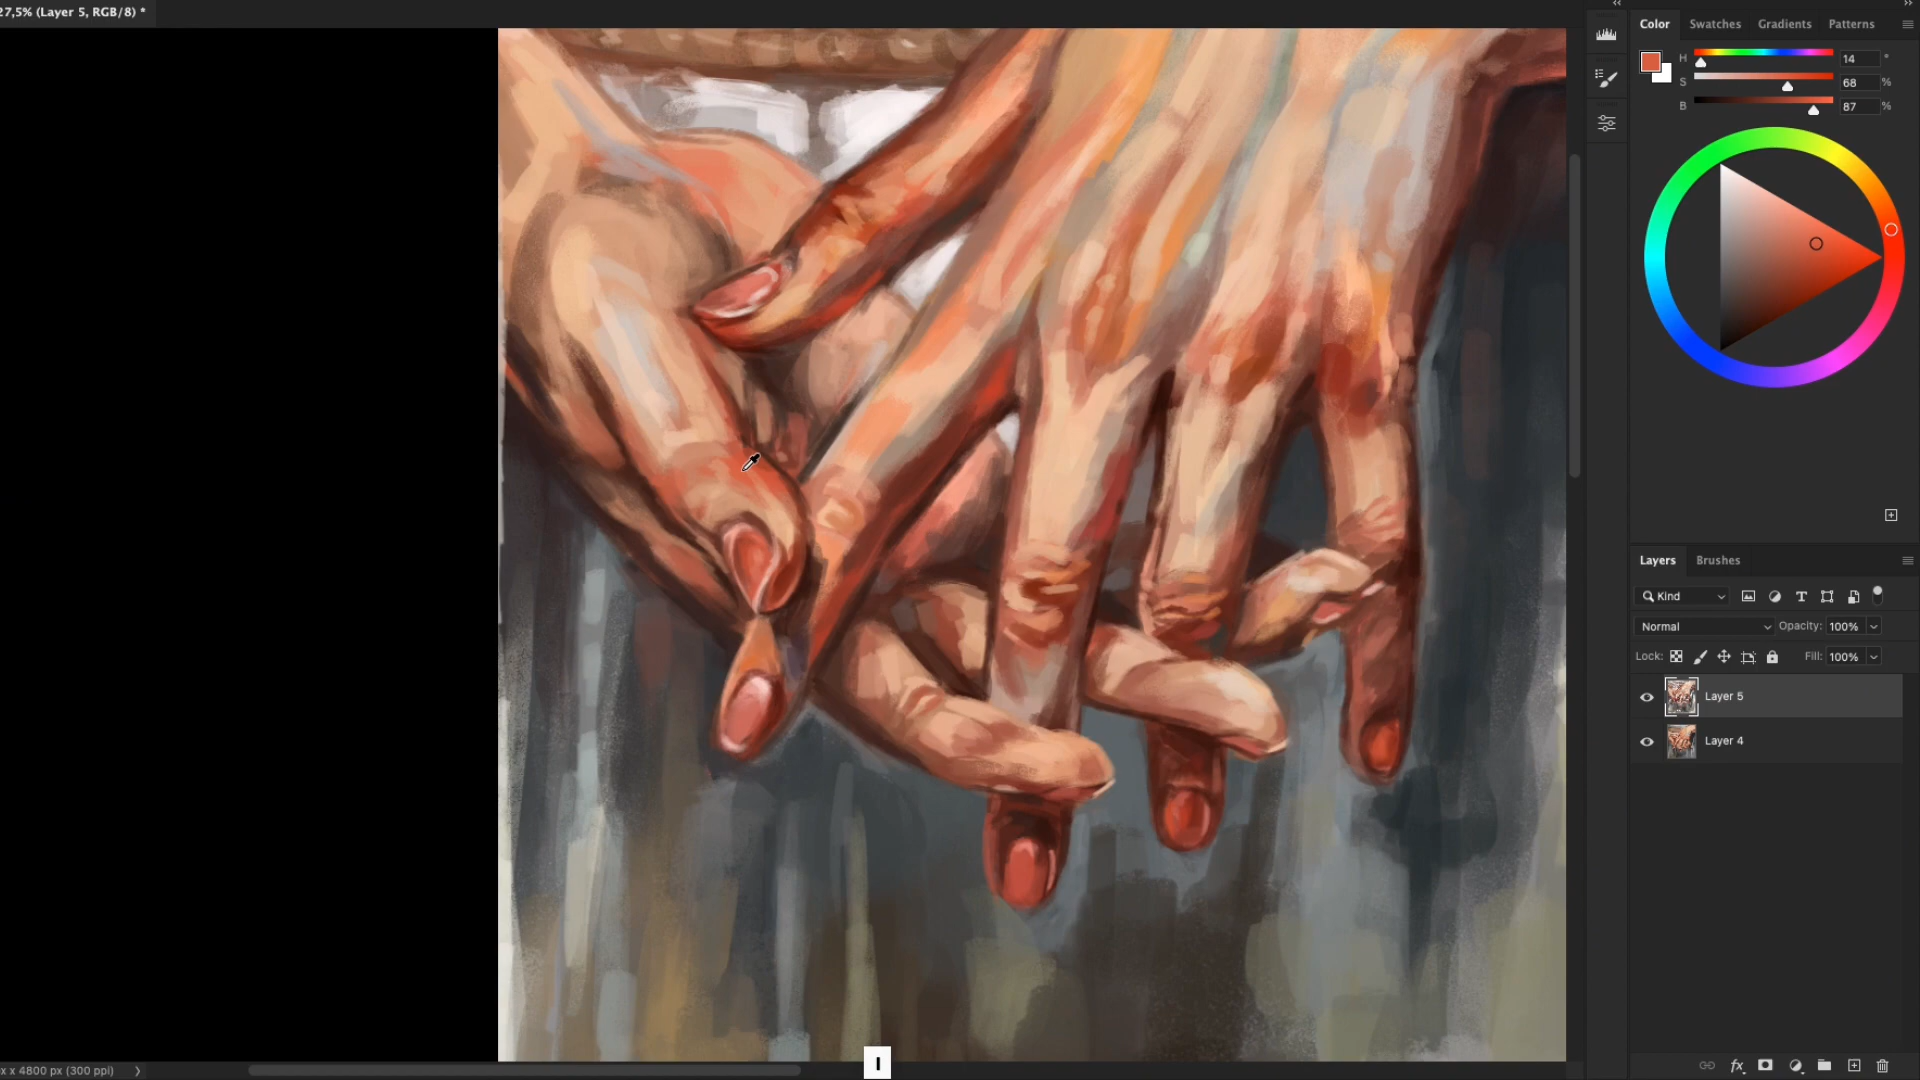 27,5% (Layer 5, RGB/8) *
Color Swatches Gradients Patterns
H 14 °
S 68 %
B 87 %
Layers Brushes
Kind
Normal Opacity: 100%
Lock: Fill: 100%
Layer 5
Layer 4
fx
x x 4800 px (300 ppi)
I